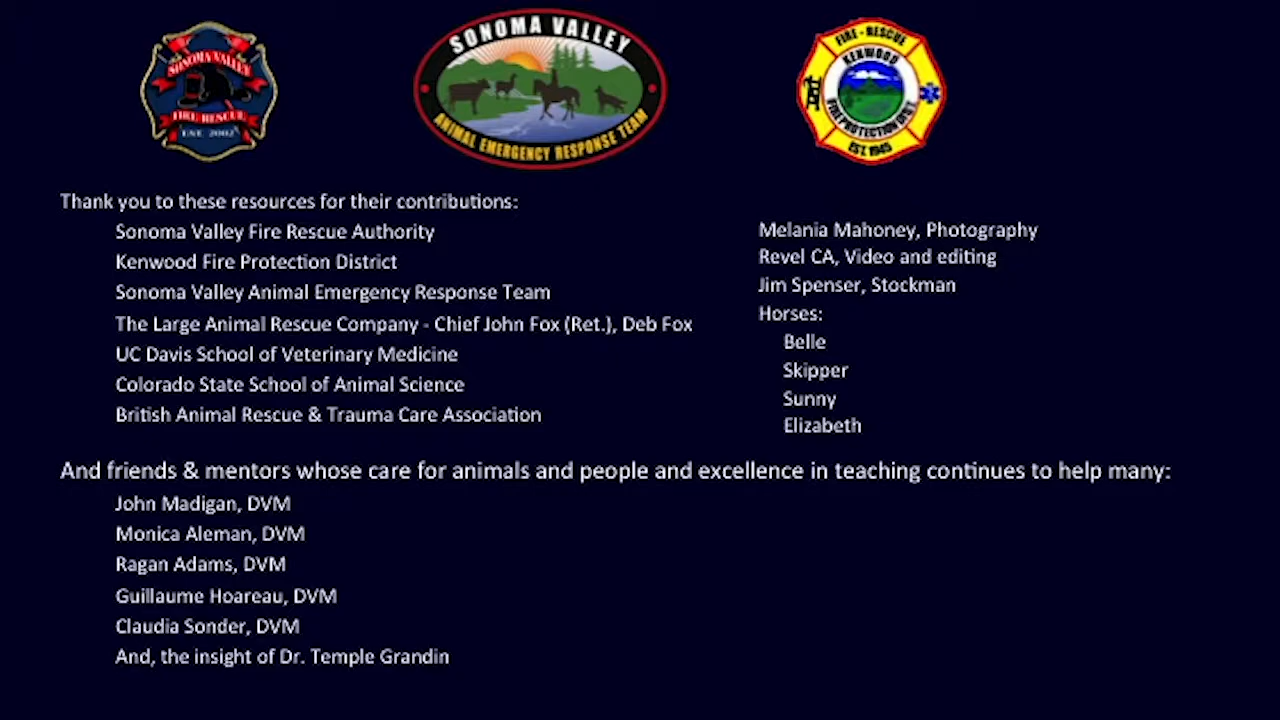 SONOMA VALLEY
FIRE RESCUE
EST. 2002
SONOMA VALLEY
ANIMAL EMERGENCY RESPONSE TEAM
FIRE - RESCUE
KENWOOD
FIRE PROTECTION DIST.
EST. 1945
Thank you to these resources for their contributions:
Sonoma Valley Fire Rescue Authority
Kenwood Fire Protection District
Sonoma Valley Animal Emergency Response Team
The Large Animal Rescue Company - Chief John Fox (Ret.), Deb Fox
UC Davis School of Veterinary Medicine
Colorado State School of Animal Science
British Animal Rescue & Trauma Care Association
Melania Mahoney, Photography
Revel CA, Video and editing
Jim Spenser, Stockman
Horses:
Belle
Skipper
Sunny
Elizabeth
And friends & mentors whose care for animals and people and excellence in teaching continues to help many:
John Madigan, DVM
Monica Aleman, DVM
Ragan Adams, DVM
Guillaume Hoareau, DVM
Claudia Sonder, DVM
And, the insight of Dr. Temple Grandin